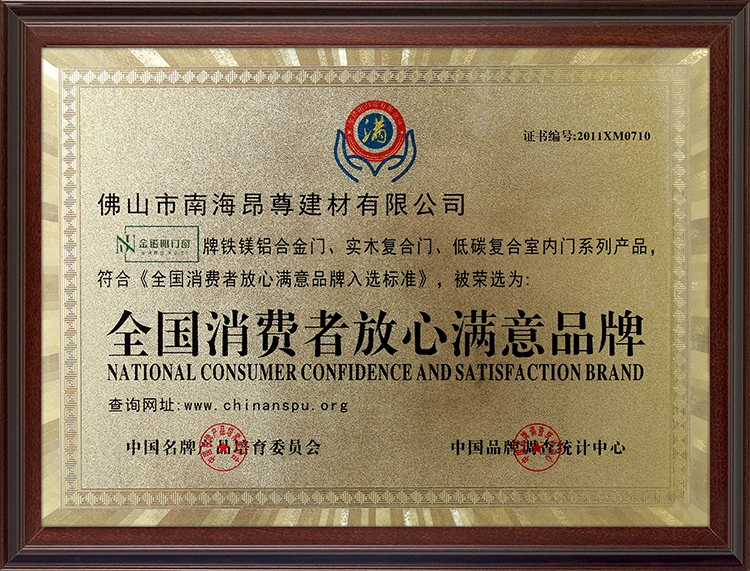 满
证书编号:2011XM0710
佛山市南海昂尊建材有限公司
牌铁镁铝合金门、实木复合门、低碳复合室内门系列产品，
符合《全国消费者放心满意品牌入选标准》，被荣选为:
全国消费者放心满意品牌
NATIONAL CONSUMER CONFIDENCE AND SATISFACTION BRAND
查询网址:www.chinanspu.org
中国名牌产品培育委员会
中国品牌调查统计中心